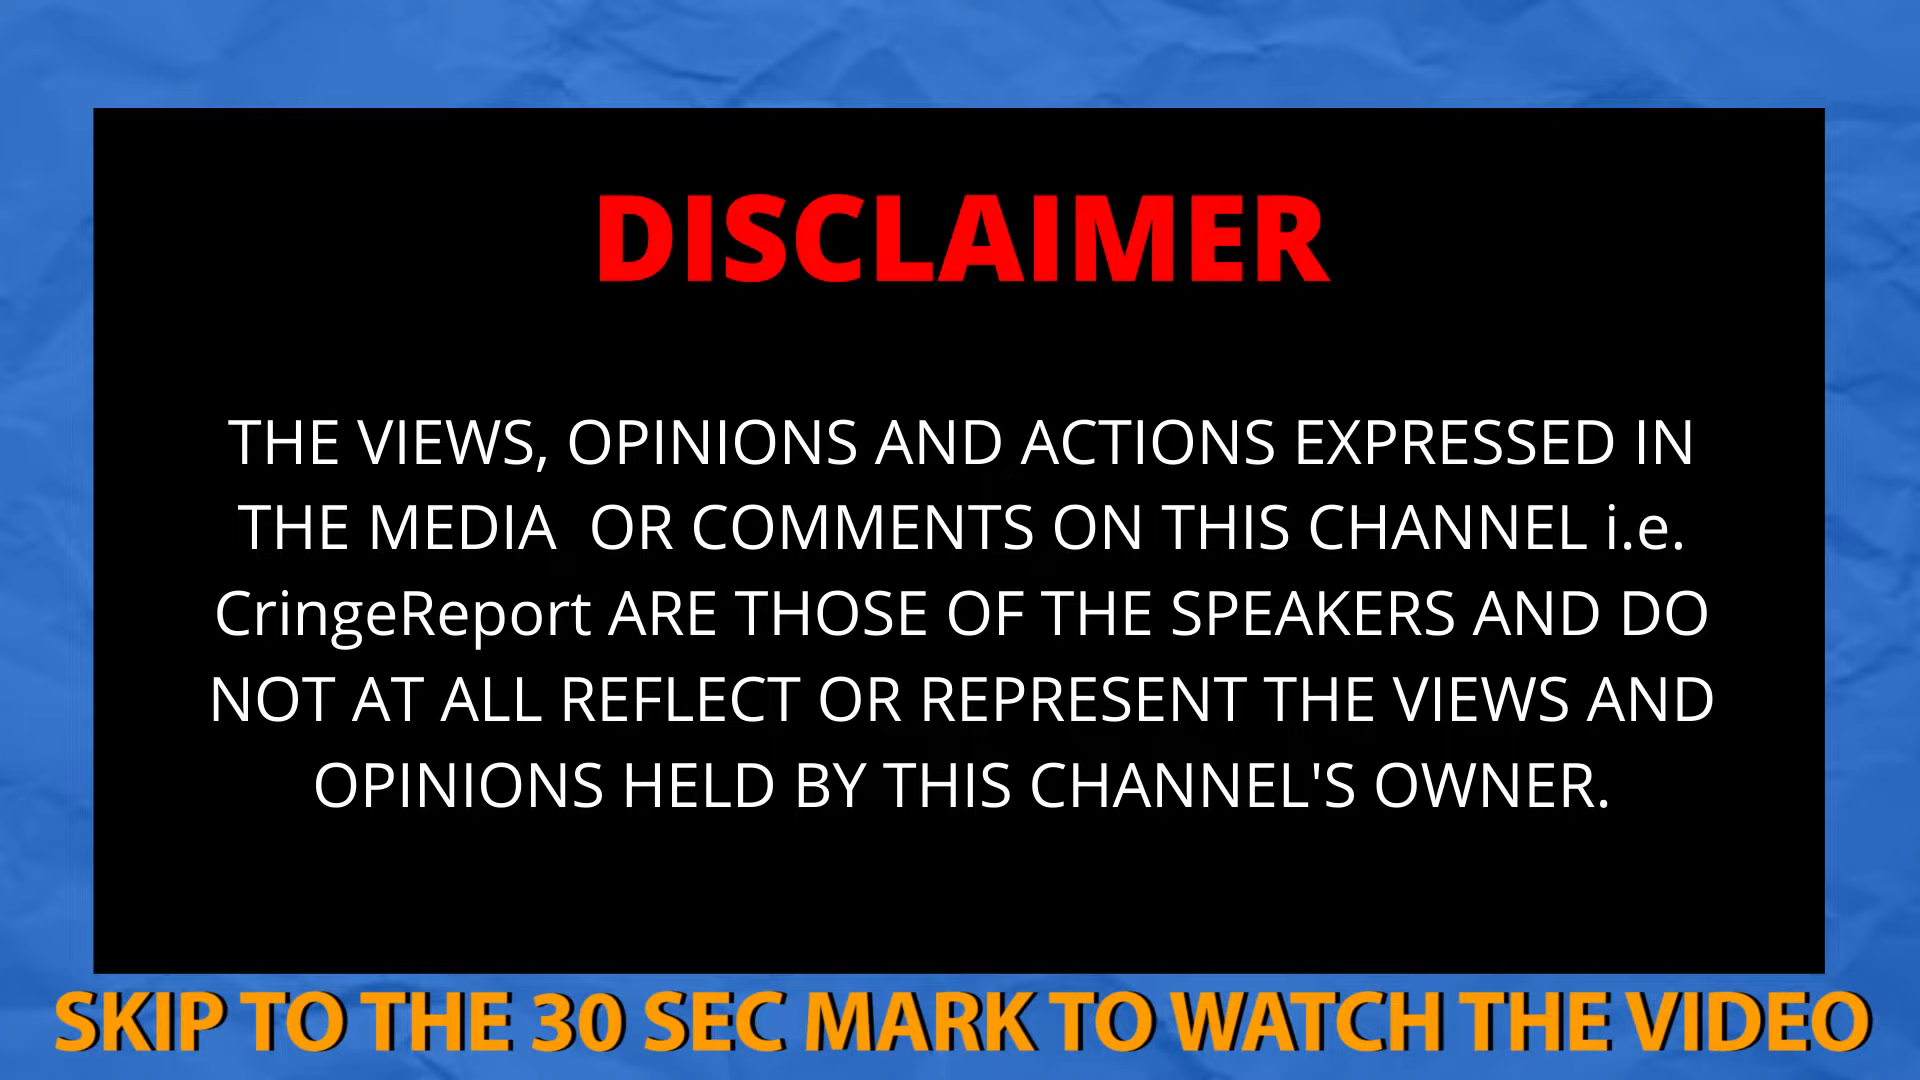 DISCLAIMER
THE VIEWS, OPINIONS AND ACTIONS EXPRESSED IN
THE MEDIA  OR COMMENTS ON THIS CHANNEL i.e.
CringeReport ARE THOSE OF THE SPEAKERS AND DO
NOT AT ALL REFLECT OR REPRESENT THE VIEWS AND
OPINIONS HELD BY THIS CHANNEL'S OWNER.
SKIP TO THE 30 SEC MARK TO WATCH THE VIDEO